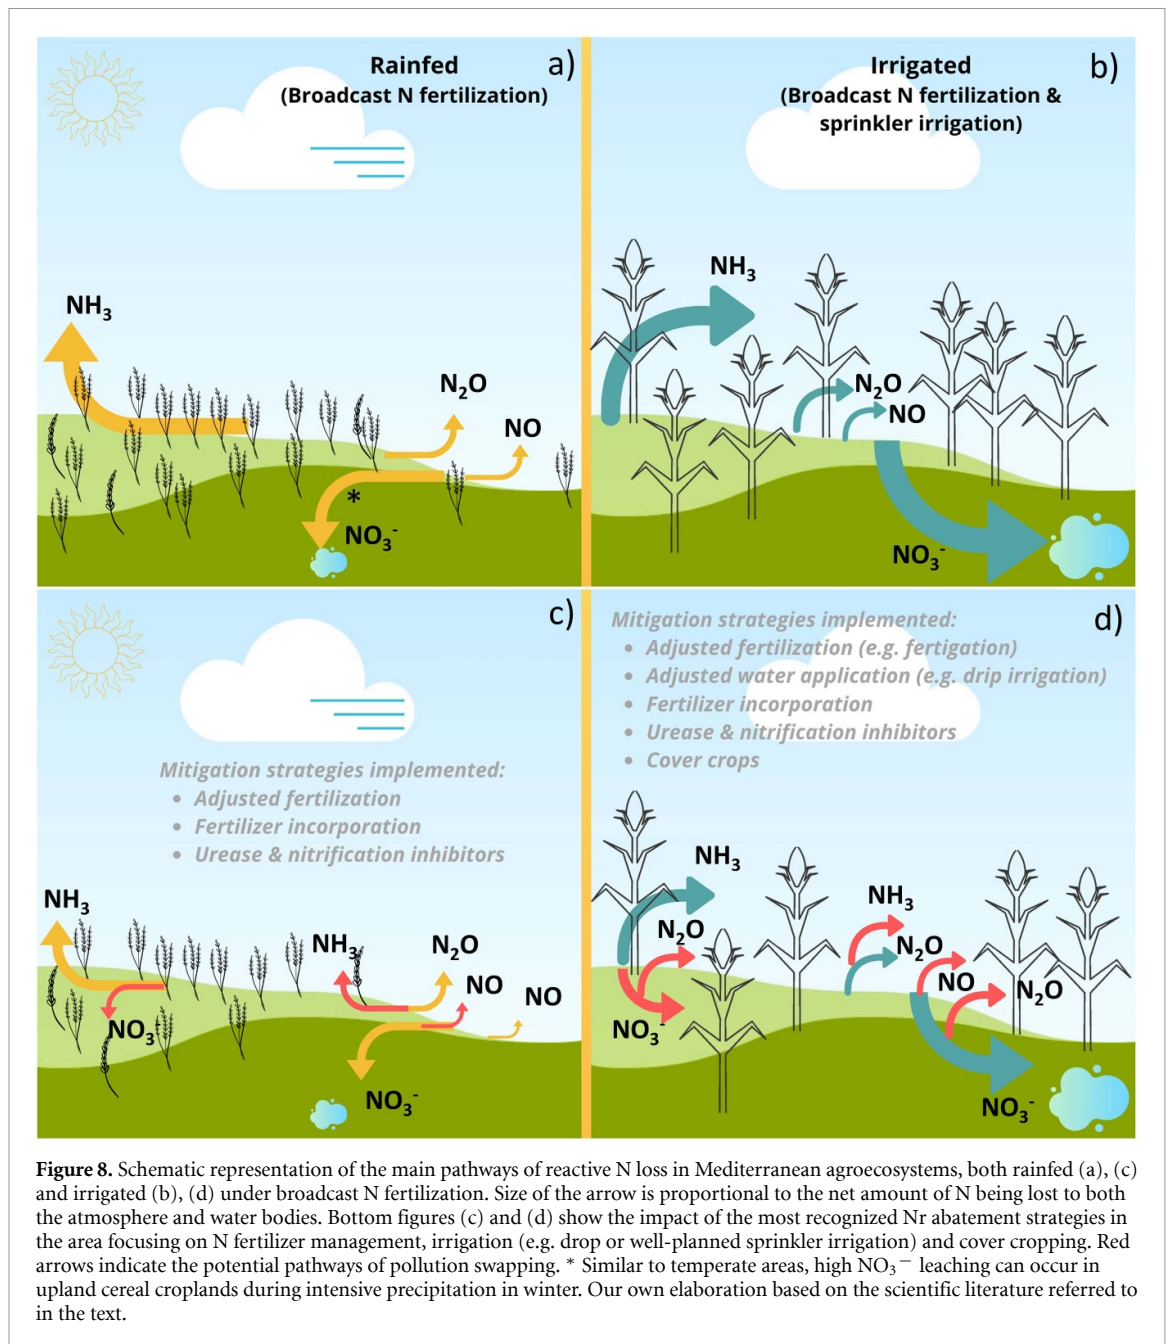 Rainfed
(Broadcast N fertilization)
a)
NH₃
N₂O
NO
*
NO₃⁻
Irrigated
(Broadcast N fertilization &
sprinkler irrigation)
b)
NH₃
N₂O
NO
NO₃⁻
c)
Mitigation strategies implemented:
• Adjusted fertilization
• Fertilizer incorporation
• Urease & nitrification inhibitors
NH₃
NO₃⁻
NH₃
N₂O
NO
NO
NO₃⁻
d)
Mitigation strategies implemented:
• Adjusted fertilization (e.g. fertigation)
• Adjusted water application (e.g. drip irrigation)
• Fertilizer incorporation
• Urease & nitrification inhibitors
• Cover crops
NH₃
N₂O
NO₃⁻
NH₃
N₂O
NO
N₂O
NO₃⁻
Figure 8. Schematic representation of the main pathways of reactive N loss in Mediterranean agroecosystems, both rainfed (a), (c)
and irrigated (b), (d) under broadcast N fertilization. Size of the arrow is proportional to the net amount of N being lost to both
the atmosphere and water bodies. Bottom figures (c) and (d) show the impact of the most recognized Nr abatement strategies in
the area focusing on N fertilizer management, irrigation (e.g. drop or well-planned sprinkler irrigation) and cover cropping. Red
arrows indicate the potential pathways of pollution swapping. * Similar to temperate areas, high NO₃⁻ leaching can occur in
upland cereal croplands during intensive precipitation in winter. Our own elaboration based on the scientific literature referred to
in the text.